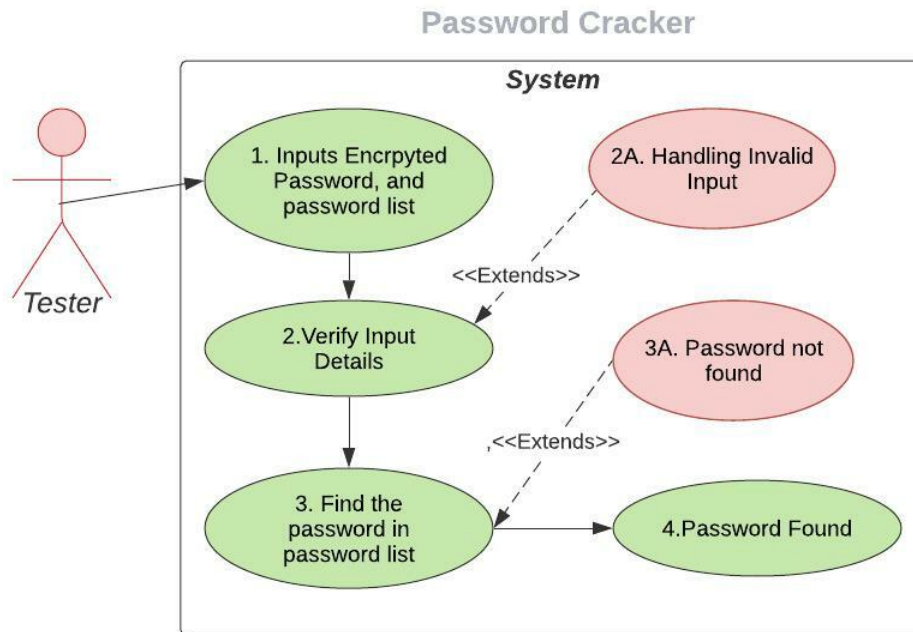 Password Cracker
System
1. Inputs Encrpyted
Password, and
password list
2A. Handling Invalid
Input
<<Extends>>
Tester
2.Verify Input
Details
3A. Password not
found
,<<Extends>>
3. Find the
password in
password list
4.Password Found